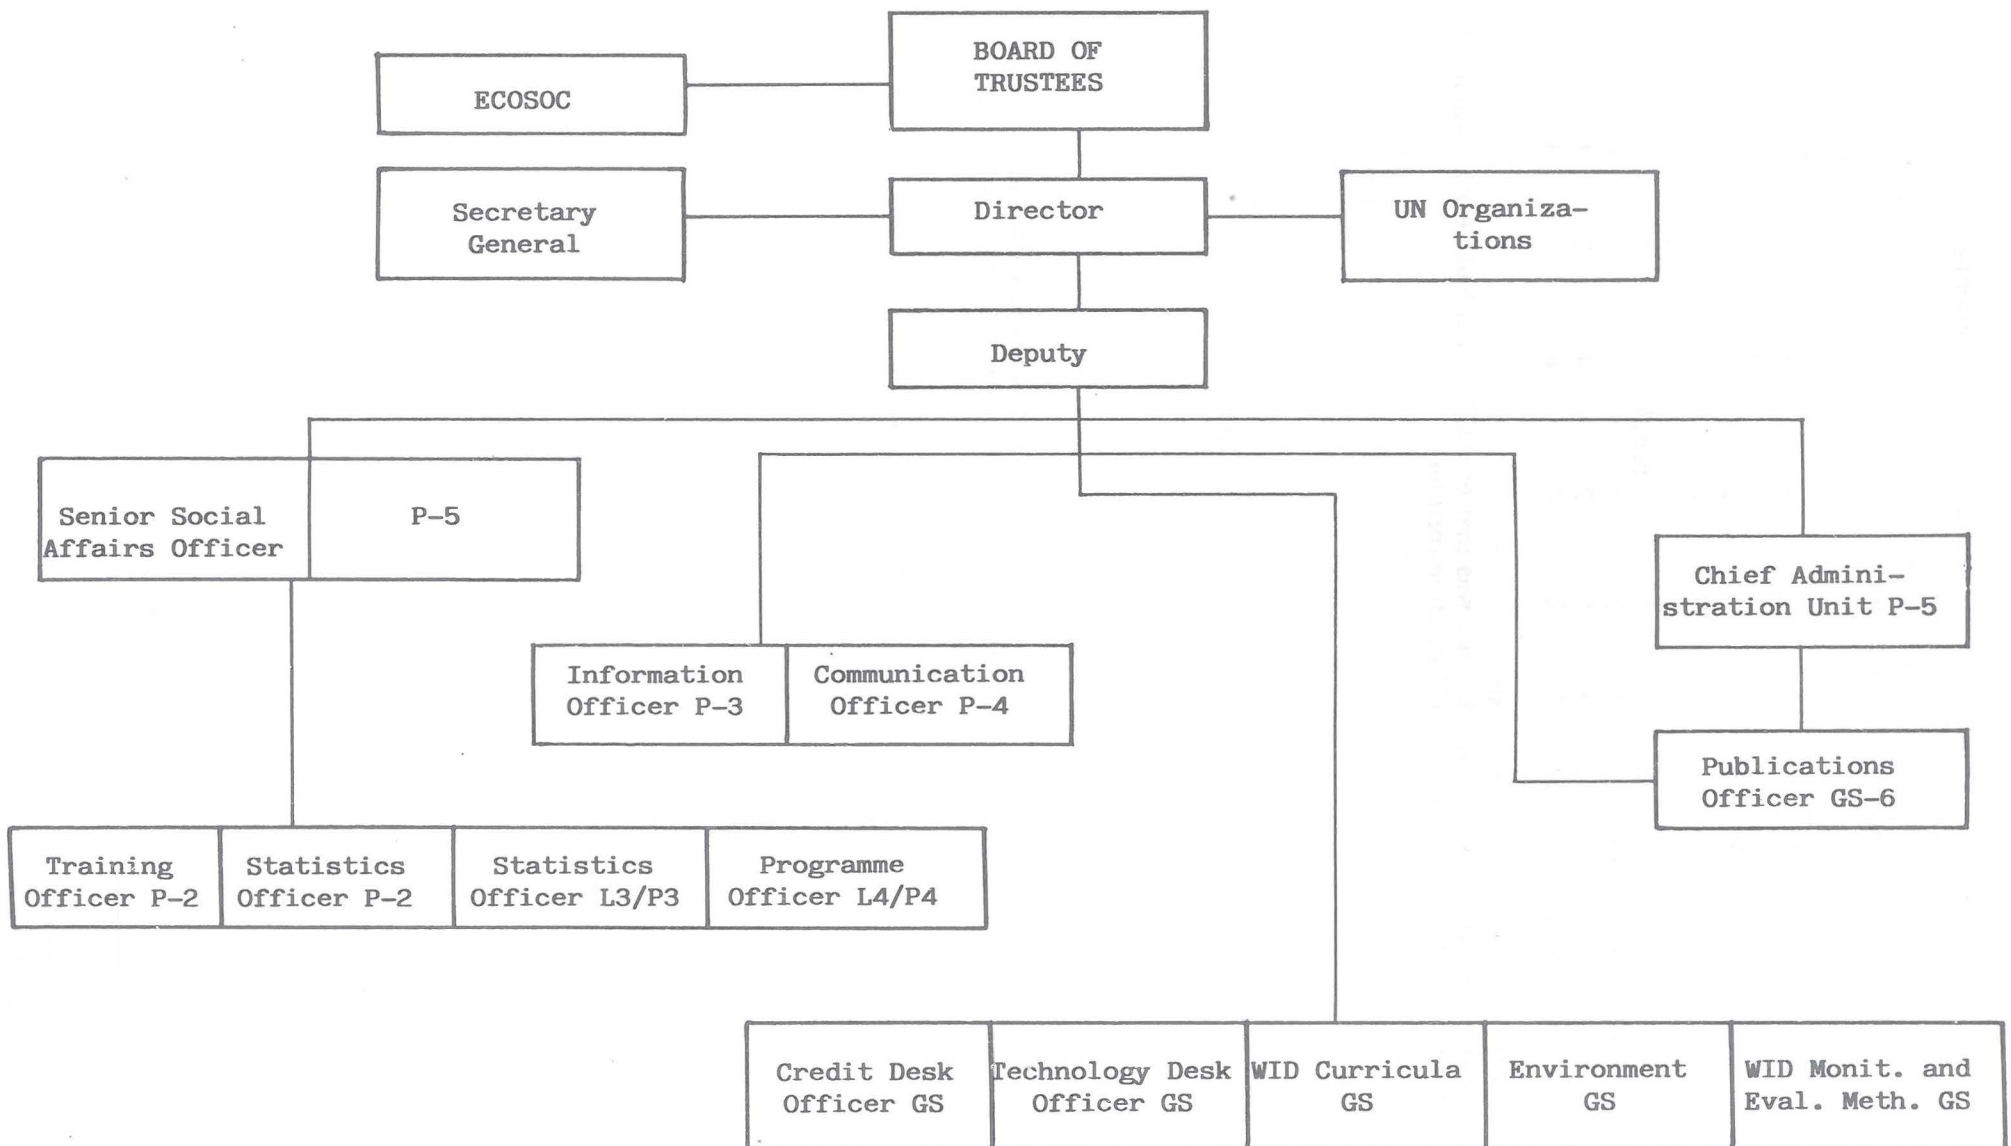 BOARD OF
TRUSTEES
ECOSOC
Secretary
General
Director
UN Organiza-
tions
Deputy
Senior Social
Affairs Officer
P-5
Chief Admini-
stration Unit P-5
Information
Officer P-3
Communication
Officer P-4
Publications
Officer GS-6
Training
Officer P-2
Statistics
Officer P-2
Statistics
Officer L3/P3
Programme
Officer L4/P4
Credit Desk
Officer GS
Technology Desk
Officer GS
WID Curricula
GS
Environment
GS
WID Monit. and
Eval. Meth. GS